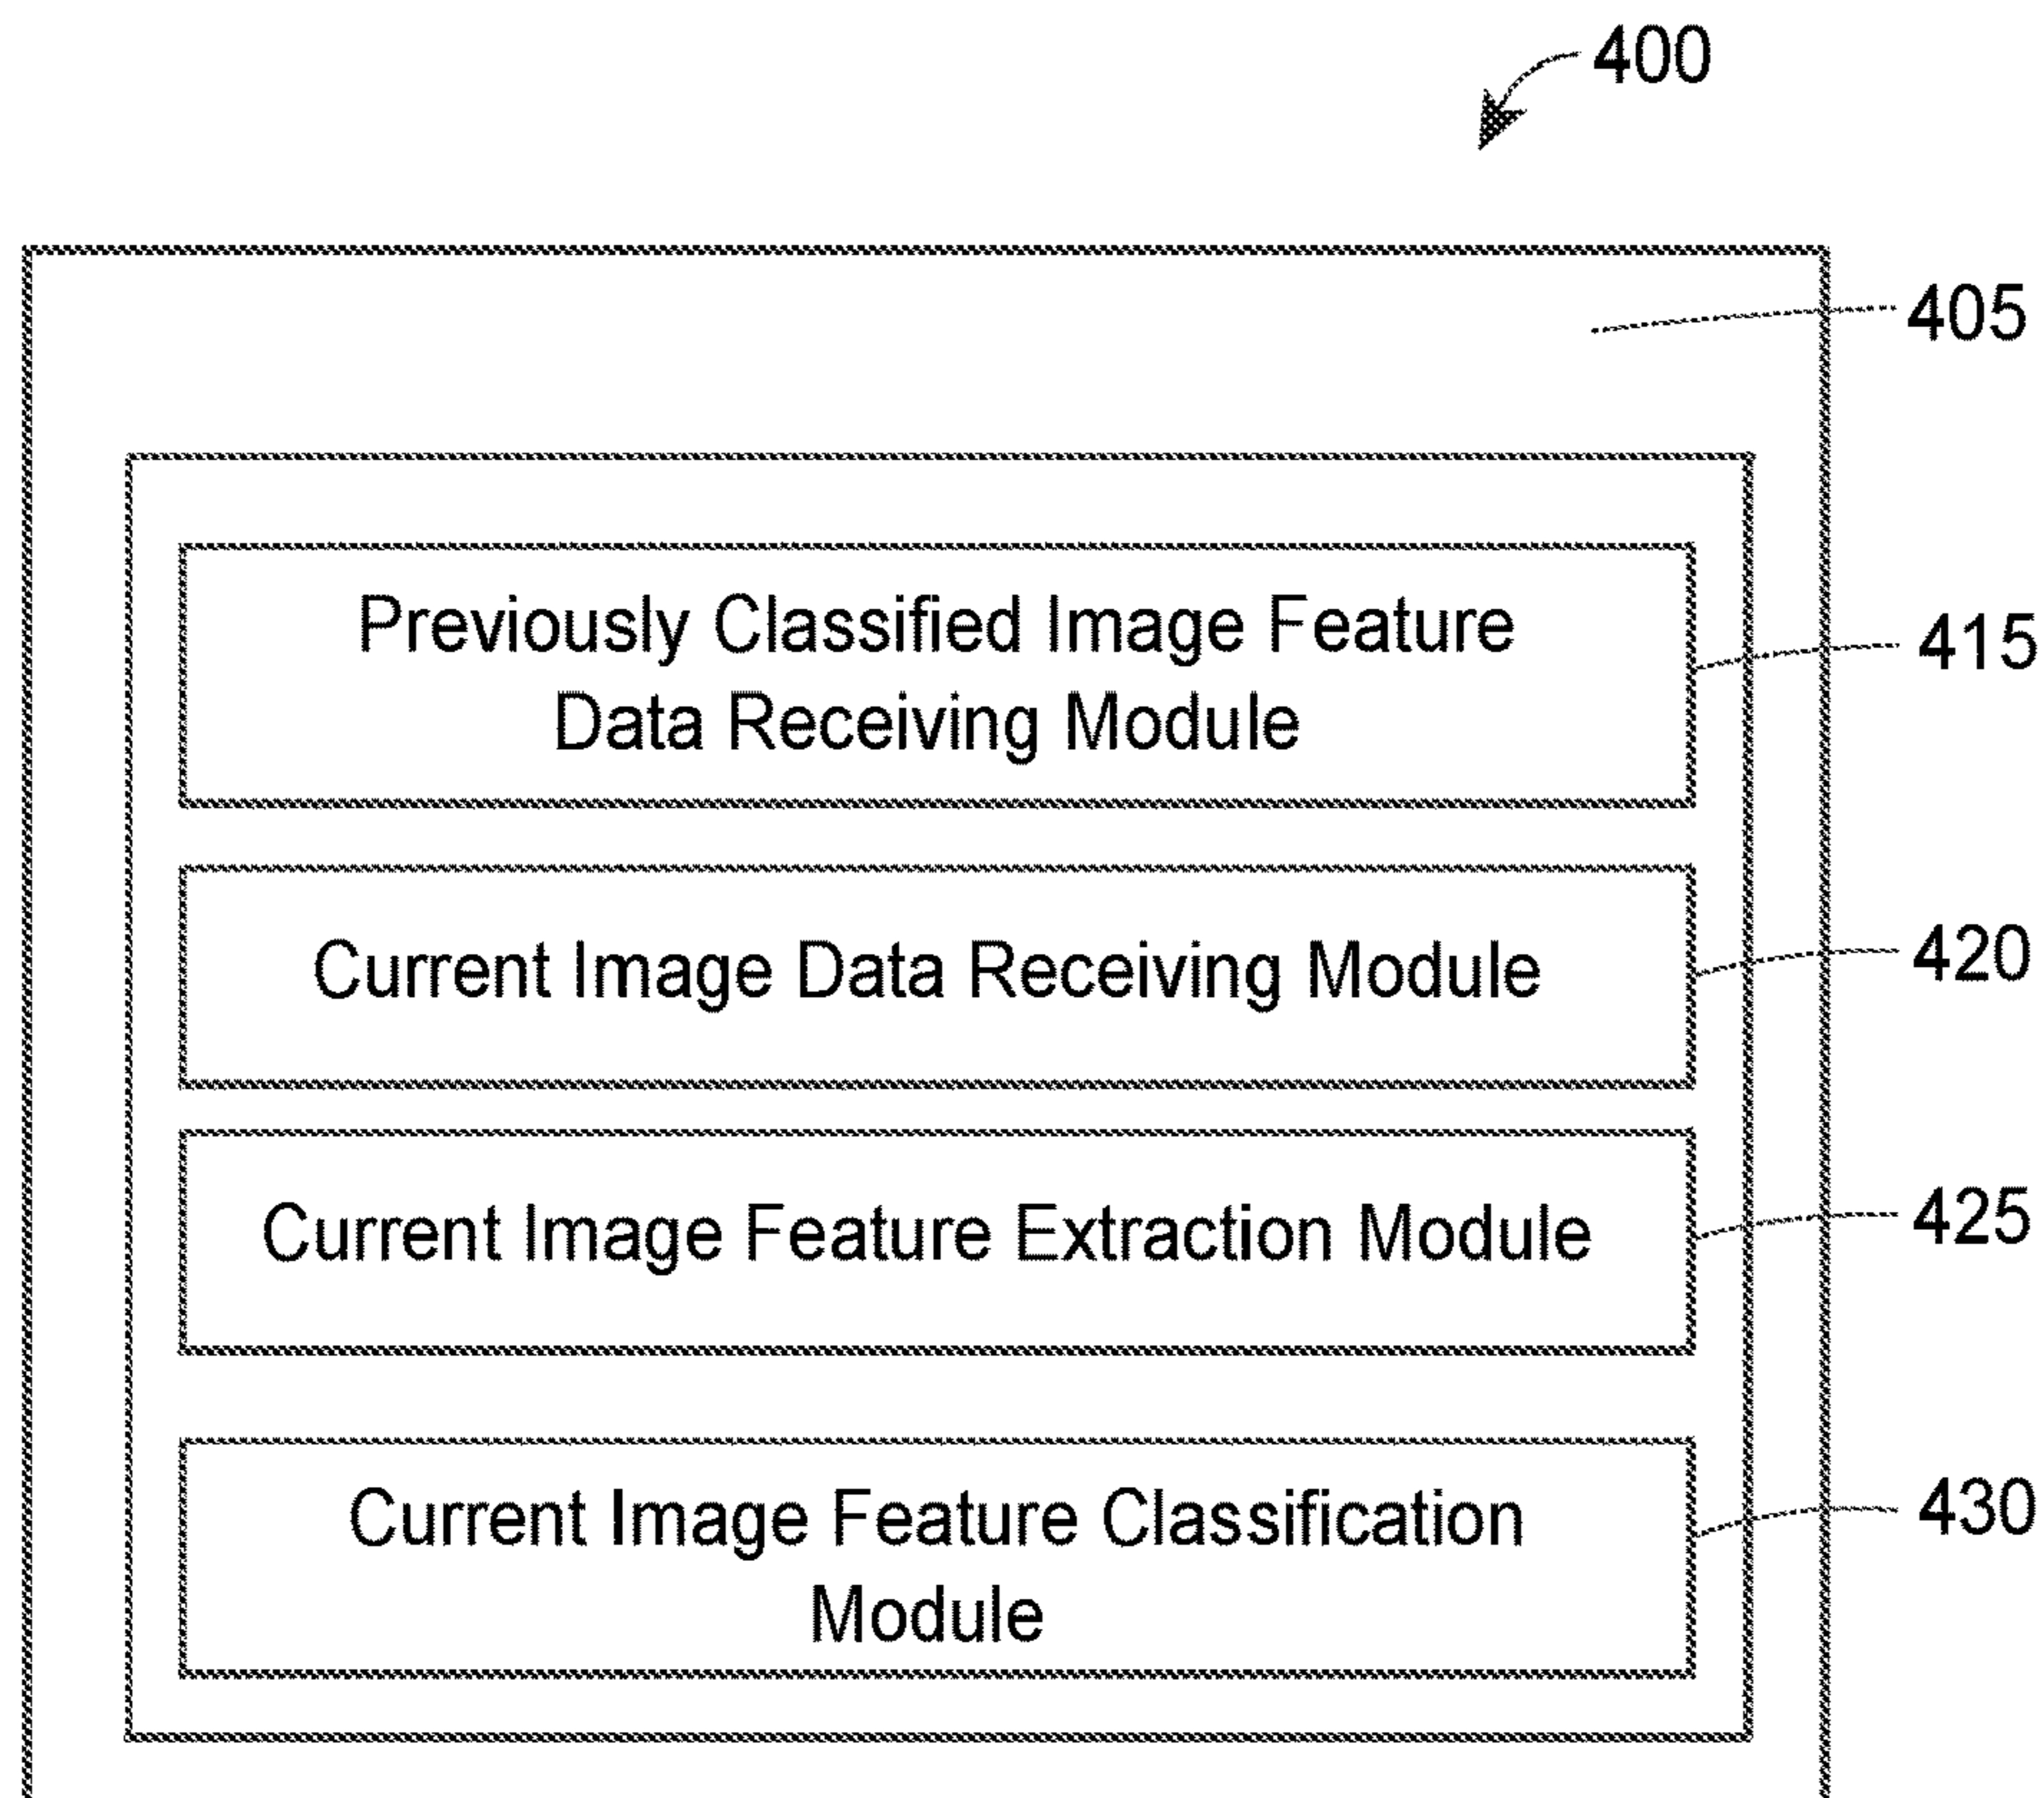 400
405
Previously Classified Image Feature
Data Receiving Module
415
Current Image Data Receiving Module
420
Current Image Feature Extraction Module
425
Current Image Feature Classification
Module
430